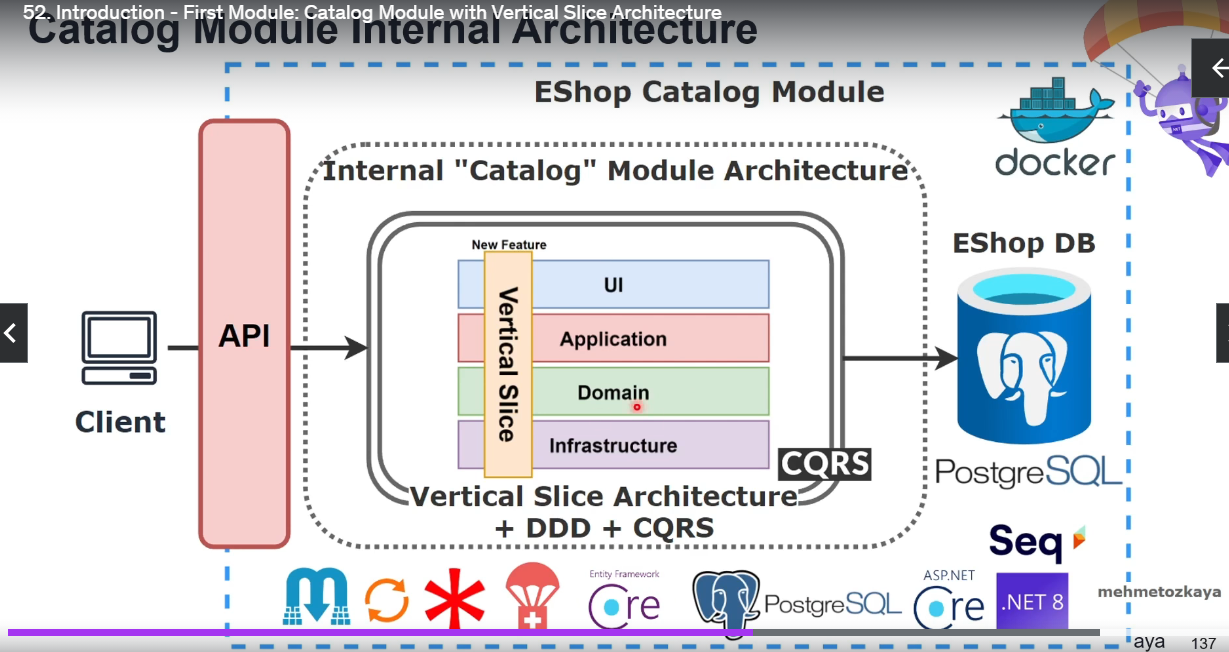 52. Introduction - First Module: Catalog Module with Vertical Slice Architecture
Catalog Module Internal Architecture
EShop Catalog Module
docker
Internal "Catalog" Module Architecture
EShop DB
New Feature
UI
Vertical Slice
Application
Domain
Infrastructure
API
Client
CQRS
Vertical Slice Architecture
+ DDD + CQRS
PostgreSQL
Seq
Entity Framework
Core
PostgreSQL
ASP.NET
Core
.NET 8
mehmetozkaya
aya
137